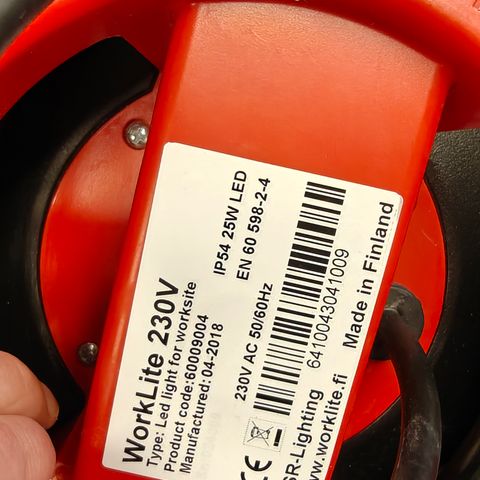 WorkLite 230V
Type: Led light for worksite
Product code:60009004
Manufactured:04-2018
IP54 25W LED
EN 60 598-2-4
230V AC 50/60Hz
6410043041009
SR-Lighting
www.worklite.fi
Made in Finland